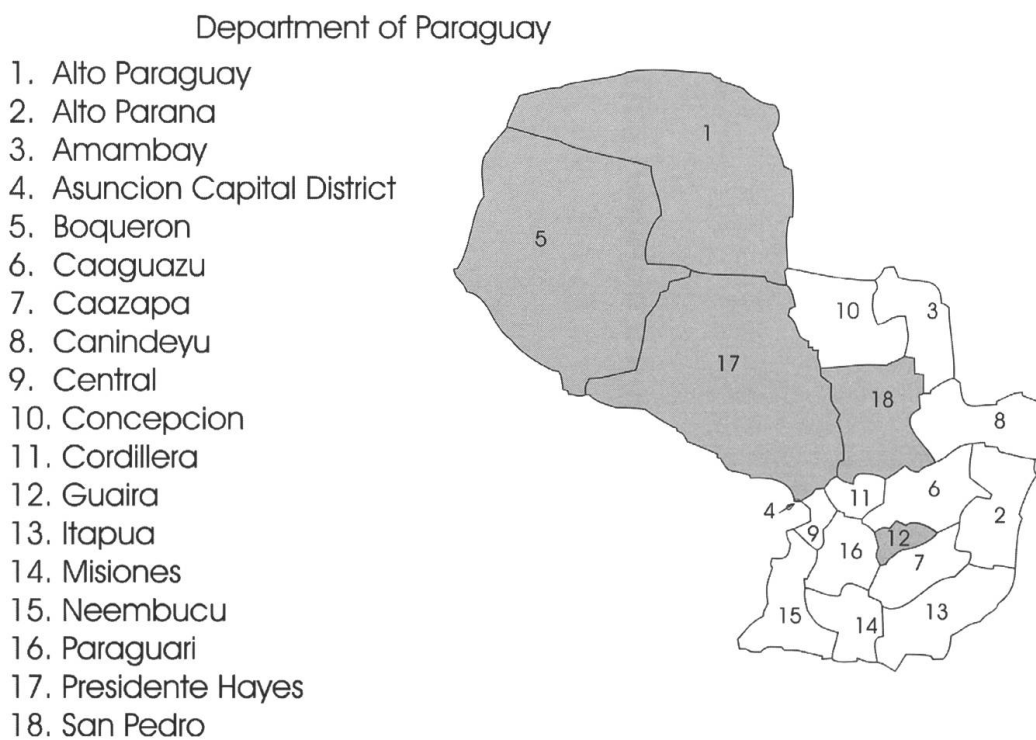 Department of Paraguay
1. Alto Paraguay
2. Alto Parana
3. Amambay
4. Asuncion Capital District
5. Boqueron
6. Caaguazu
7. Caazapa
8. Canindeyu
9. Central
10. Concepcion
11. Cordillera
12. Guaira
13. Itapua
14. Misiones
15. Neembucu
16. Paraguari
17. Presidente Hayes
18. San Pedro
1
5
10
3
17
18
8
11
6
4
2
9
12
16
7
15
14
13